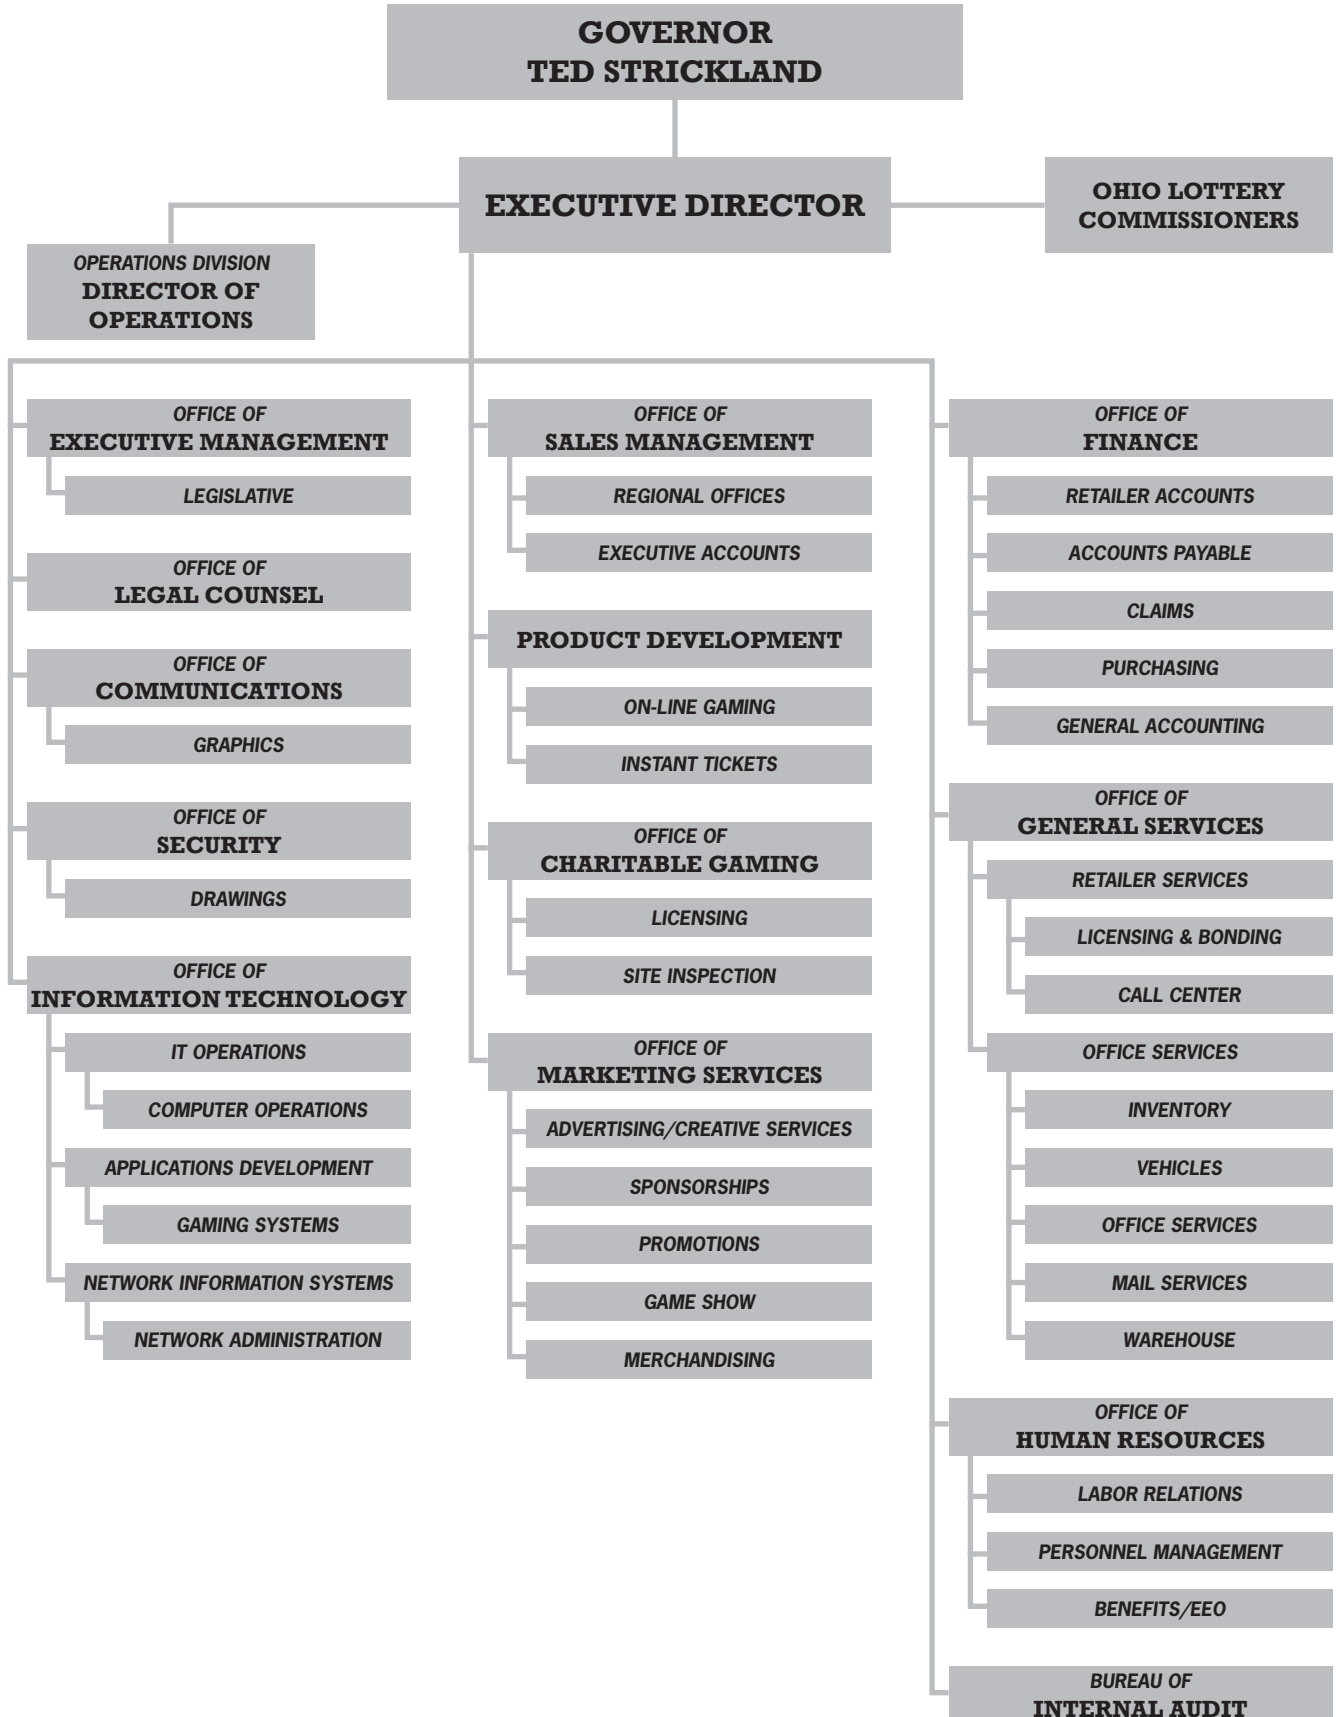 GOVERNOR
TED STRICKLAND
EXECUTIVE DIRECTOR
OHIO LOTTERY
COMMISSIONERS
OPERATIONS DIVISION
DIRECTOR OF
OPERATIONS
OFFICE OF
EXECUTIVE MANAGEMENT
LEGISLATIVE
OFFICE OF
LEGAL COUNSEL
OFFICE OF
COMMUNICATIONS
GRAPHICS
OFFICE OF
SECURITY
DRAWINGS
OFFICE OF
INFORMATION TECHNOLOGY
IT OPERATIONS
COMPUTER OPERATIONS
APPLICATIONS DEVELOPMENT
GAMING SYSTEMS
NETWORK INFORMATION SYSTEMS
NETWORK ADMINISTRATION
OFFICE OF
SALES MANAGEMENT
REGIONAL OFFICES
EXECUTIVE ACCOUNTS
PRODUCT DEVELOPMENT
ON-LINE GAMING
INSTANT TICKETS
OFFICE OF
CHARITABLE GAMING
LICENSING
SITE INSPECTION
OFFICE OF
MARKETING SERVICES
ADVERTISING/CREATIVE SERVICES
SPONSORSHIPS
PROMOTIONS
GAME SHOW
MERCHANDISING
OFFICE OF
FINANCE
RETAILER ACCOUNTS
ACCOUNTS PAYABLE
CLAIMS
PURCHASING
GENERAL ACCOUNTING
OFFICE OF
GENERAL SERVICES
RETAILER SERVICES
LICENSING & BONDING
CALL CENTER
OFFICE SERVICES
INVENTORY
VEHICLES
OFFICE SERVICES
MAIL SERVICES
WAREHOUSE
OFFICE OF
HUMAN RESOURCES
LABOR RELATIONS
PERSONNEL MANAGEMENT
BENEFITS/EEO
BUREAU OF
INTERNAL AUDIT